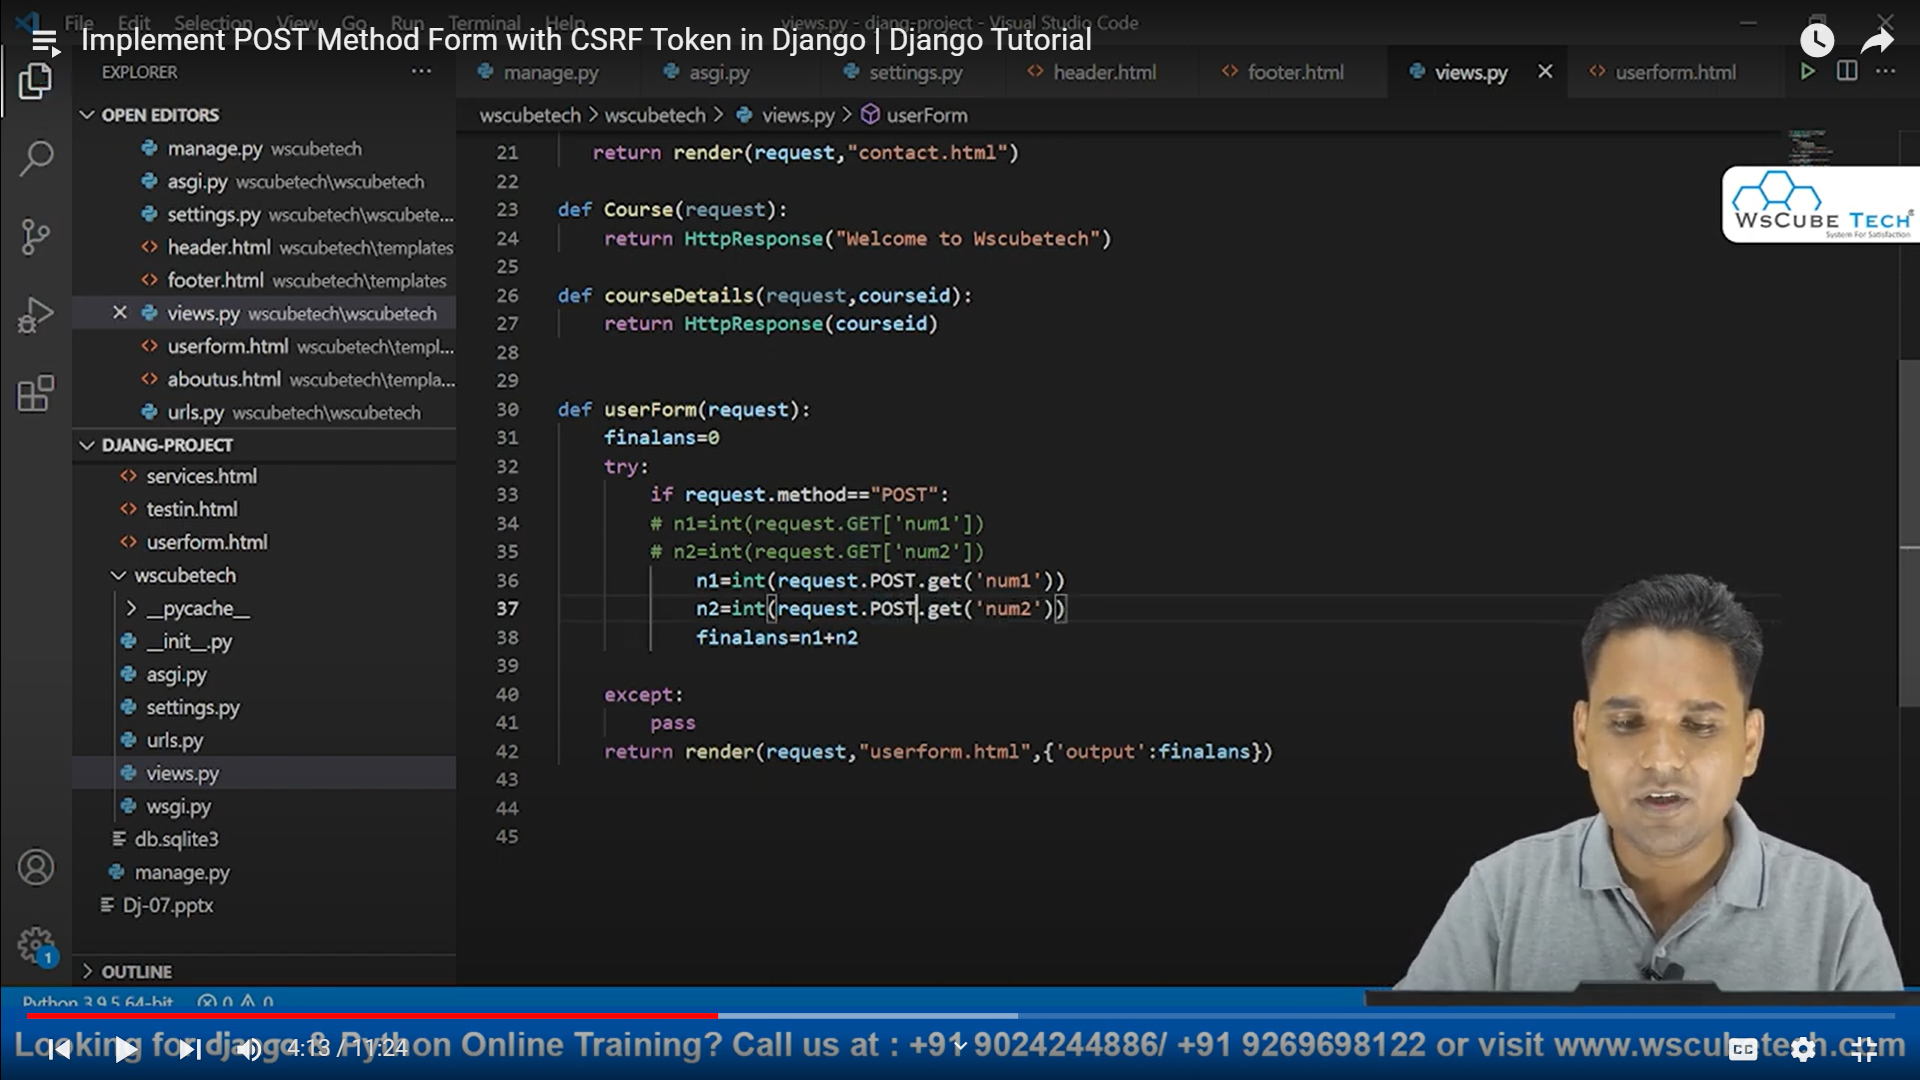 File Edit Selection View Go Run Terminal Help views.py - djang-project - Visual Studio Code
Implement POST Method Form with CSRF Token in Django | Django Tutorial
EXPLORER
manage.py asgi.py settings.py header.html footer.html views.py userform.html
OPEN EDITORS
wscubetech > wscubetech > views.py > userForm
manage.py wscubetech
asgi.py wscubetech\wscubetech
settings.py wscubetech\wscubete...
header.html wscubetech\templates
footer.html wscubetech\templates
views.py wscubetech\wscubetech
userform.html wscubetech\templ...
aboutus.html wscubetech\templa...
urls.py wscubetech\wscubetech
DJANG-PROJECT
services.html
testin.html
userform.html
wscubetech
__pycache__
__init__.py
asgi.py
settings.py
urls.py
views.py
wsgi.py
db.sqlite3
manage.py
Dj-07.pptx
OUTLINE
21 return render(request,"contact.html")
22
23 def Course(request):
24 return HttpResponse("Welcome to Wscubetech")
25
26 def courseDetails(request,courseid):
27 return HttpResponse(courseid)
28
29
30 def userForm(request):
31 finalans=0
32 try:
33 if request.method=="POST":
34 # n1=int(request.GET['num1'])
35 # n2=int(request.GET['num2'])
36 n1=int(request.POST.get('num1'))
37 n2=int(request.POST.get('num2'))
38 finalans=n1+n2
39
40 except:
41 pass
42 return render(request,"userform.html",{'output':finalans})
43
44
45
WsCube Tech®
System For Satisfaction
1
Python 3.9.5 64-bit 0 0
Looking for django & Python Online Training? Call us at : +91 9024244886/ +91 9269698122 or visit www.wscubetech.com
4:13 / 11:24
CC